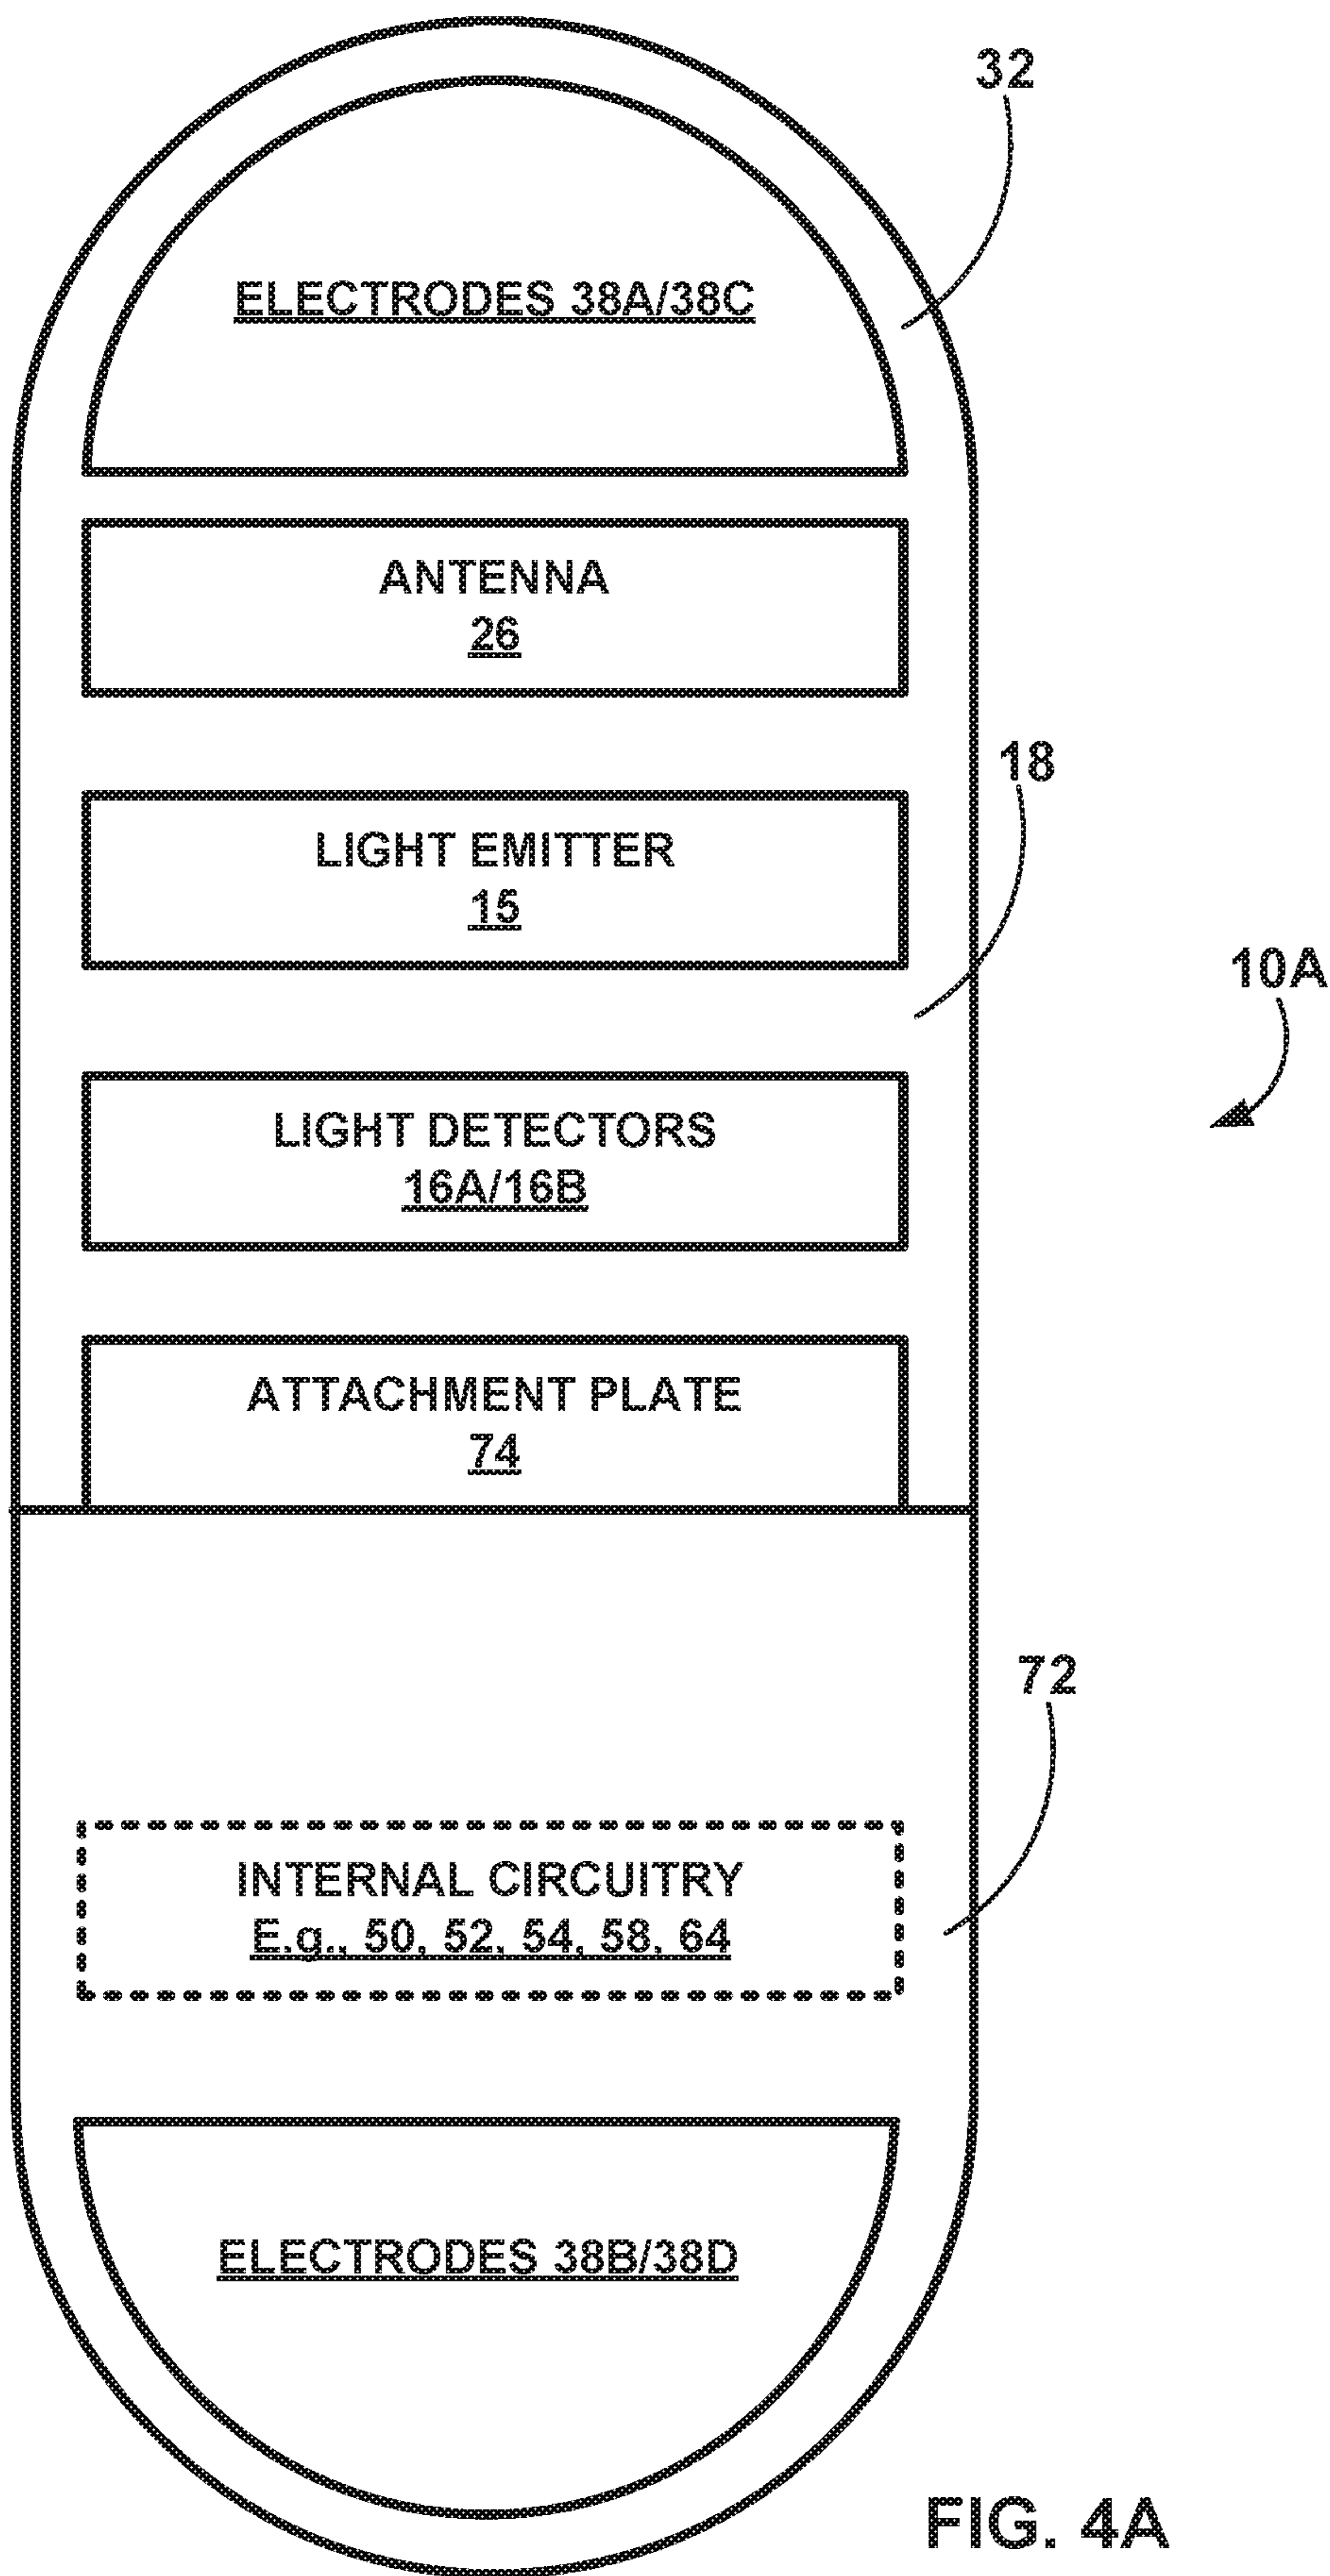 32
ELECTRODES 38A/38C
ANTENNA
26
18
LIGHT EMITTER
15
10A
LIGHT DETECTORS
16A/16B
ATTACHMENT PLATE
74
72
INTERNAL CIRCUITRY
E.g., 50, 52, 54, 58, 64
ELECTRODES 38B/38D
FIG. 4A